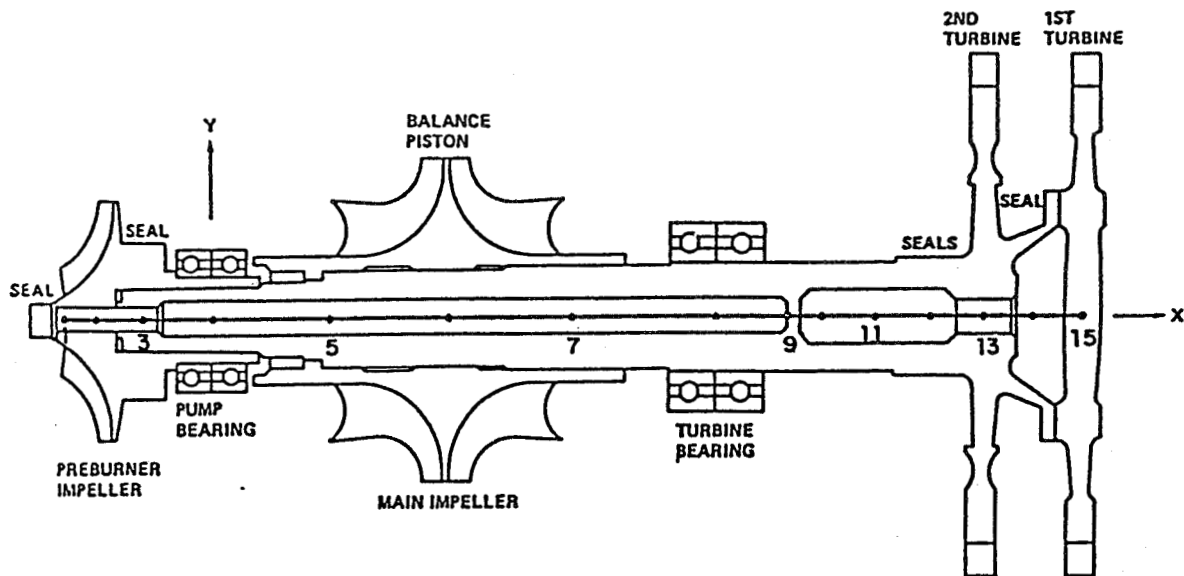 2ND
TURBINE
1ST
TURBINE
BALANCE
PISTON
Y
SEAL
SEAL
SEALS
SEAL
X
1
3
5
7
9
11
13
15
PUMP
BEARING
TURBINE
BEARING
PREBURNER
IMPELLER
MAIN IMPELLER